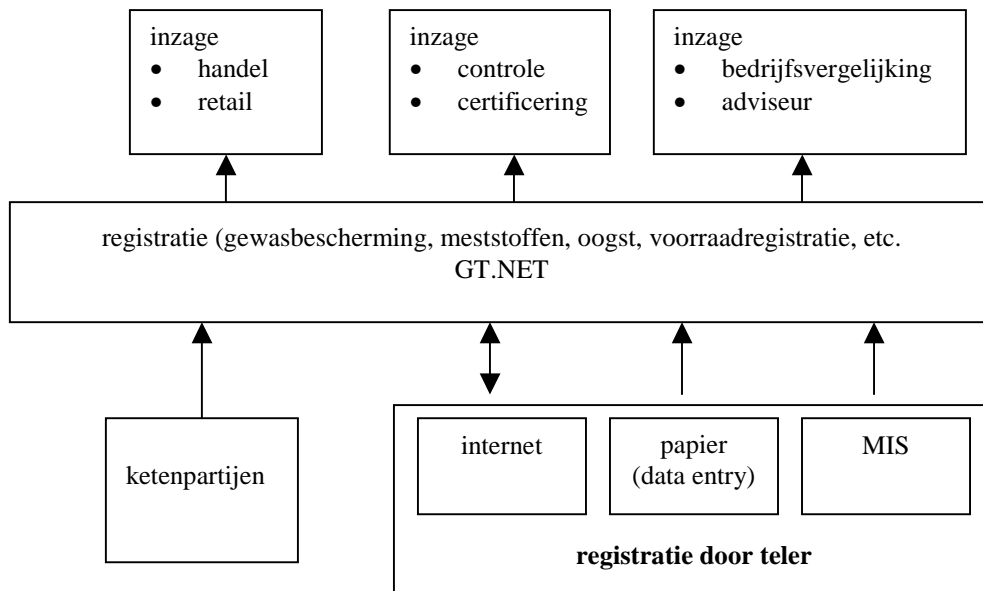 inzage
• handel
• retail
inzage
• controle
• certificering
inzage
• bedrijfsvergelijking
• adviseur
registratie (gewasbescherming, meststoffen, oogst, voorraadregistratie, etc.
GT.NET
ketenpartijen
internet
papier
(data entry)
MIS
registratie door teler